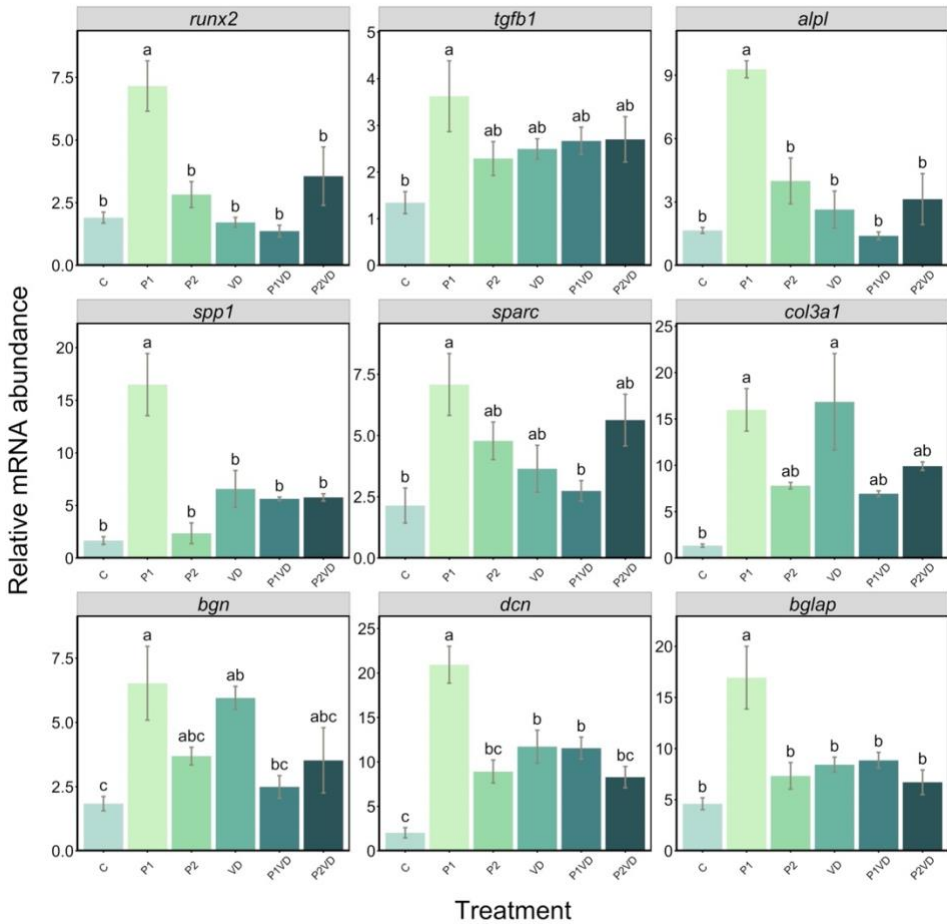 runx2
tgfb1
alpl
7.5
5.0
2.5
0.0
a
b
b
b
b
b
C
P1
P2
VD
P1VD
P2VD
5
4
3
2
1
0
b
a
ab
ab
ab
ab
C
P1
P2
VD
P1VD
P2VD
9
6
3
0
b
a
b
b
b
b
C
P1
P2
VD
P1VD
P2VD
spp1
sparc
col3a1
20
15
10
5
0
b
a
b
b
b
b
C
P1
P2
VD
P1VD
P2VD
7.5
5.0
2.5
0.0
b
a
ab
ab
b
ab
C
P1
P2
VD
P1VD
P2VD
25
20
15
10
5
0
b
a
ab
a
ab
ab
C
P1
P2
VD
P1VD
P2VD
bgn
dcn
bglap
7.5
5.0
2.5
0.0
c
a
abc
ab
bc
abc
C
P1
P2
VD
P1VD
P2VD
25
20
15
10
5
0
c
a
bc
b
b
bc
C
P1
P2
VD
P1VD
P2VD
20
15
10
5
0
b
a
b
b
b
b
C
P1
P2
VD
P1VD
P2VD
Relative mRNA abundance
Treatment